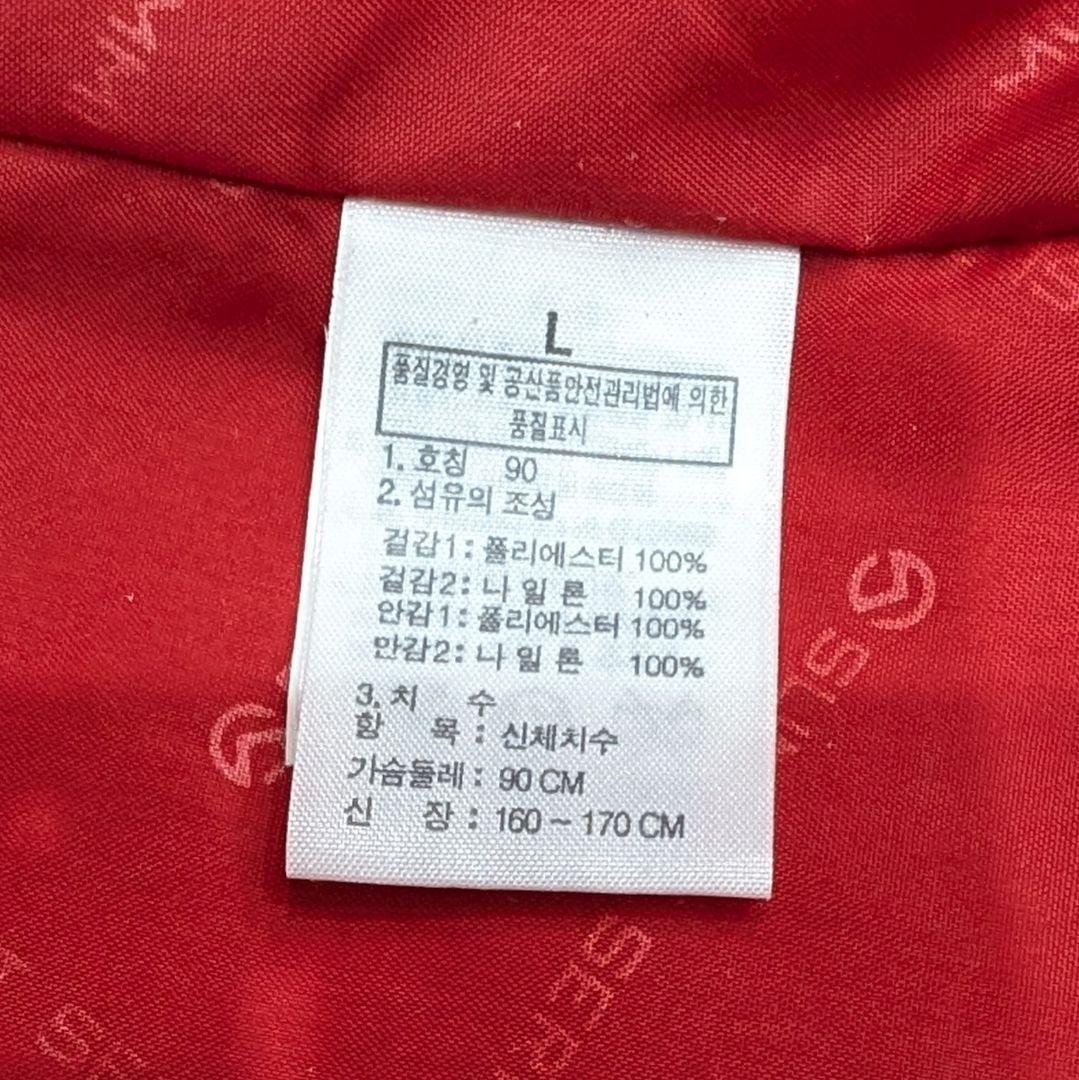 L
품질경영 및 공산품안전관리법에 의한
품질표시
1. 호칭 90
2. 섬유의 조성
겉감1 : 폴리에스터 100%
겉감2 : 나 일 론 100%
안감1 : 폴리에스터 100%
안감2 : 나 일 론 100%
3. 치 수
항 목 : 신체치수
가슴둘레 : 90 CM
신 장 : 160 ~ 170 CM